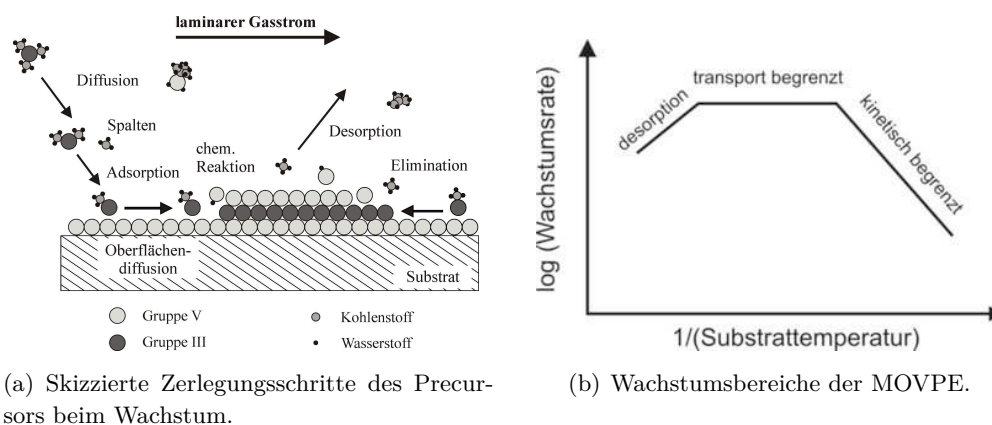 laminarer Gasstrom
Diffusion
Spalten
Adsorption
chem.
Reaktion
Desorption
Elimination
Oberflächen-
diffusion
Substrat
Gruppe V
Kohlenstoff
Gruppe III
Wasserstoff
(a) Skizzierte Zerlegungsschritte des Precur-
sors beim Wachstum.
log (Wachstumsrate)
desorption
transport begrenzt
kinetisch begrenzt
1/(Substrattemperatur)
(b) Wachstumsbereiche der MOVPE.